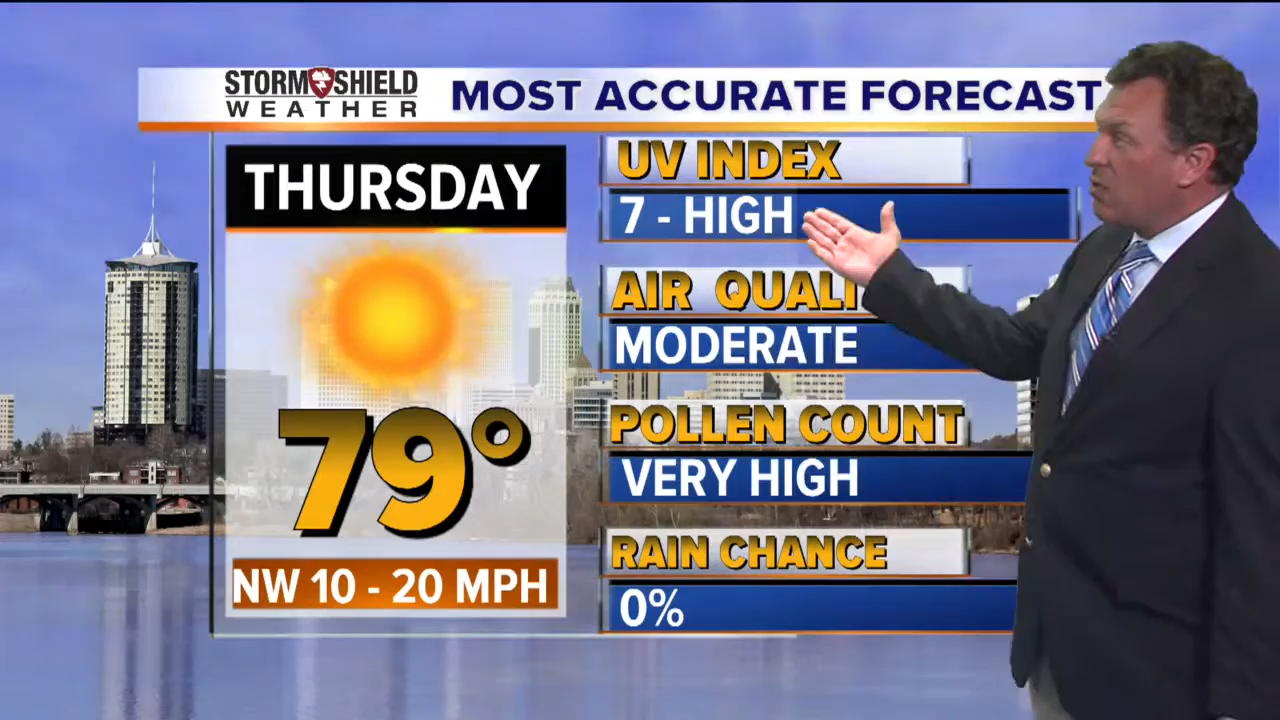 STORM SHIELD
WEATHER
MOST ACCURATE FORECAST
THURSDAY
79°
NW 10 - 20 MPH
UV INDEX
7 - HIGH
AIR QUALI
MODERATE
POLLEN COUNT
VERY HIGH
RAIN CHANCE
0%